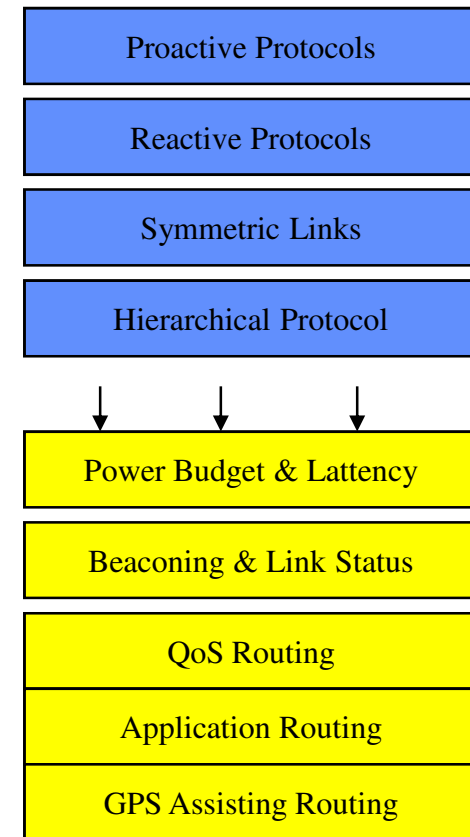 Proactive Protocols
Reactive Protocols
Symmetric Links
Hierarchical Protocol
Power Budget & Lattency
Beaconing & Link Status
QoS Routing
Application Routing
GPS Assisting Routing